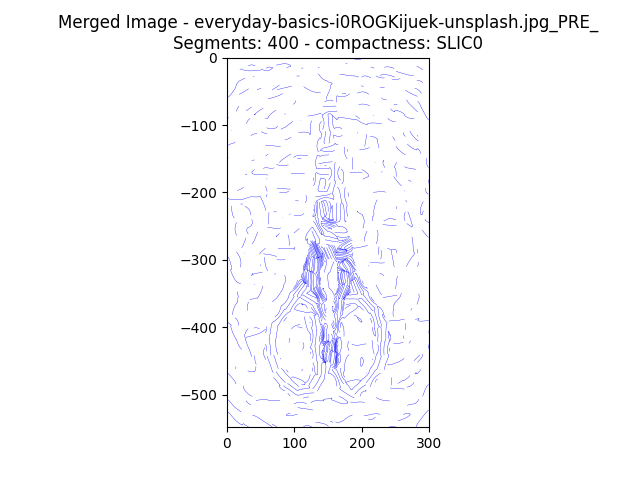 Merged Image - everyday-basics-i0ROGKijuek-unsplash.jpg_PRE_
Segments: 400 - compactness: SLIC0
0
−100
−200
−300
−400
−500
0 100 200 300